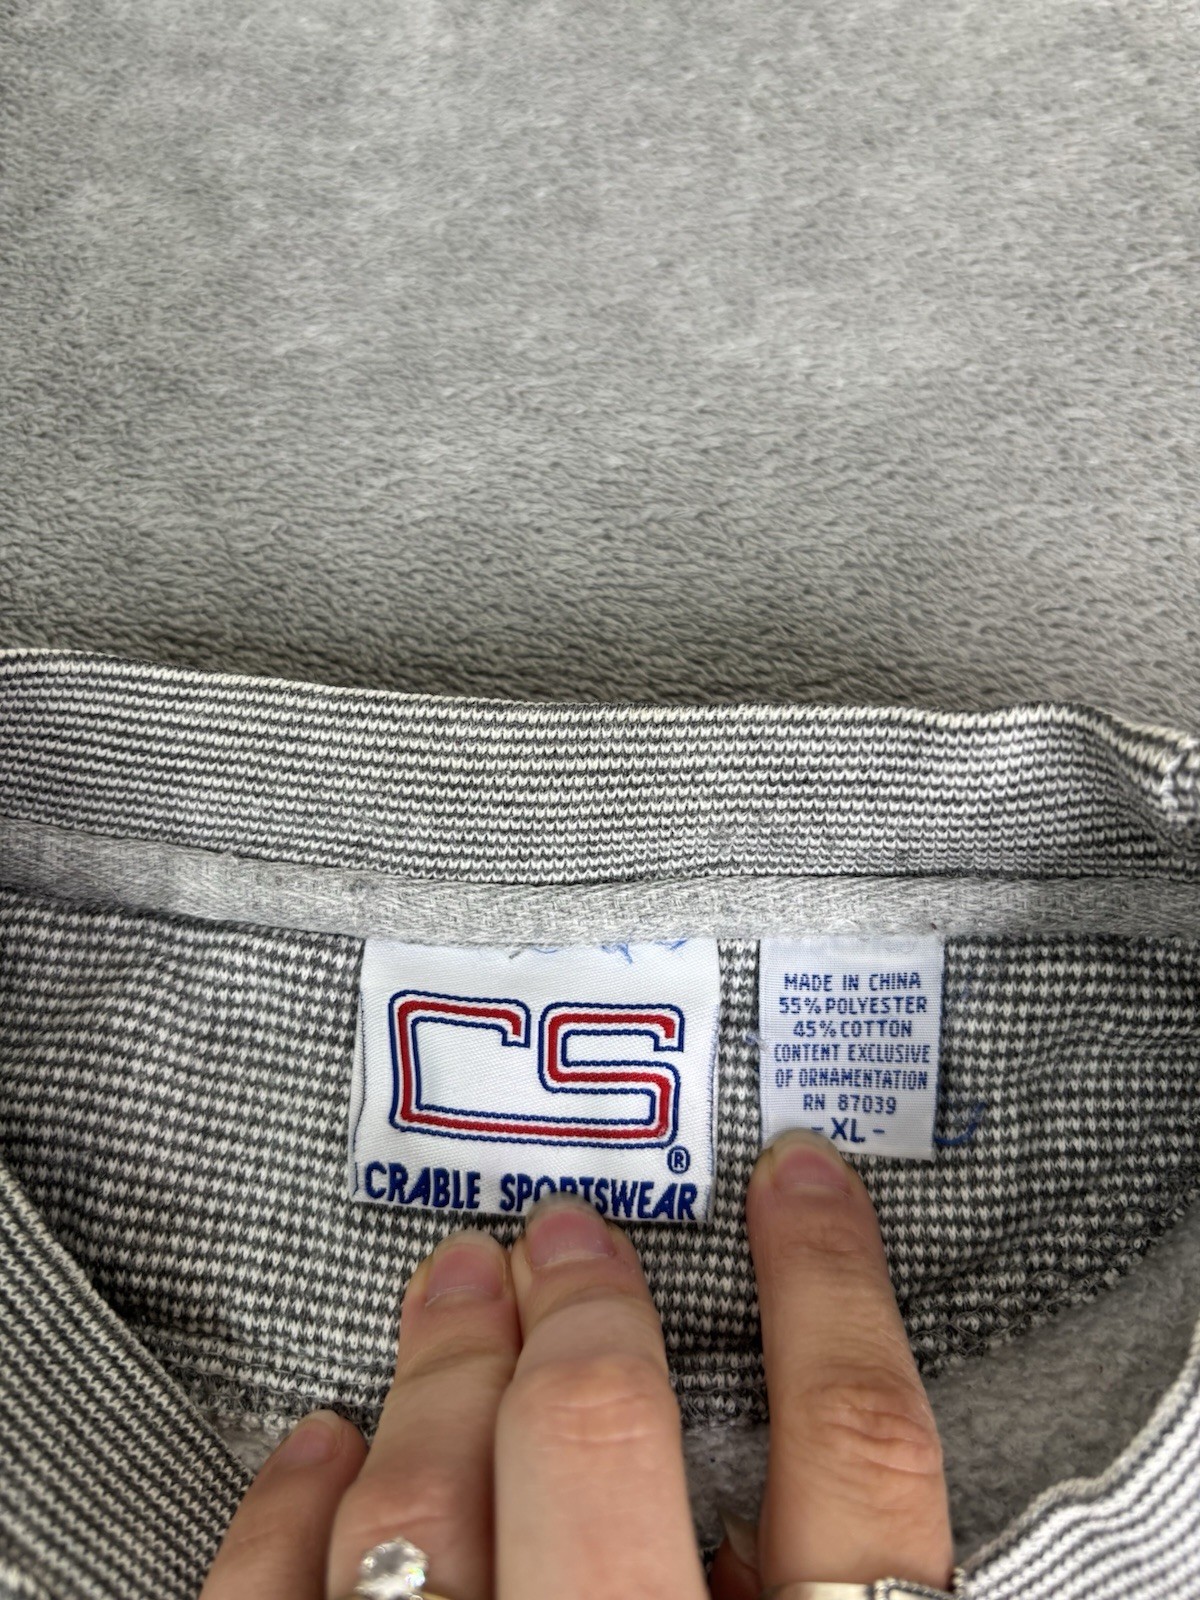 CS
®
CRABLE SPORTSWEAR
MADE IN CHINA
55% POLYESTER
45% COTTON
CONTENT EXCLUSIVE
OF ORNAMENTATION
RN 87039
- XL -